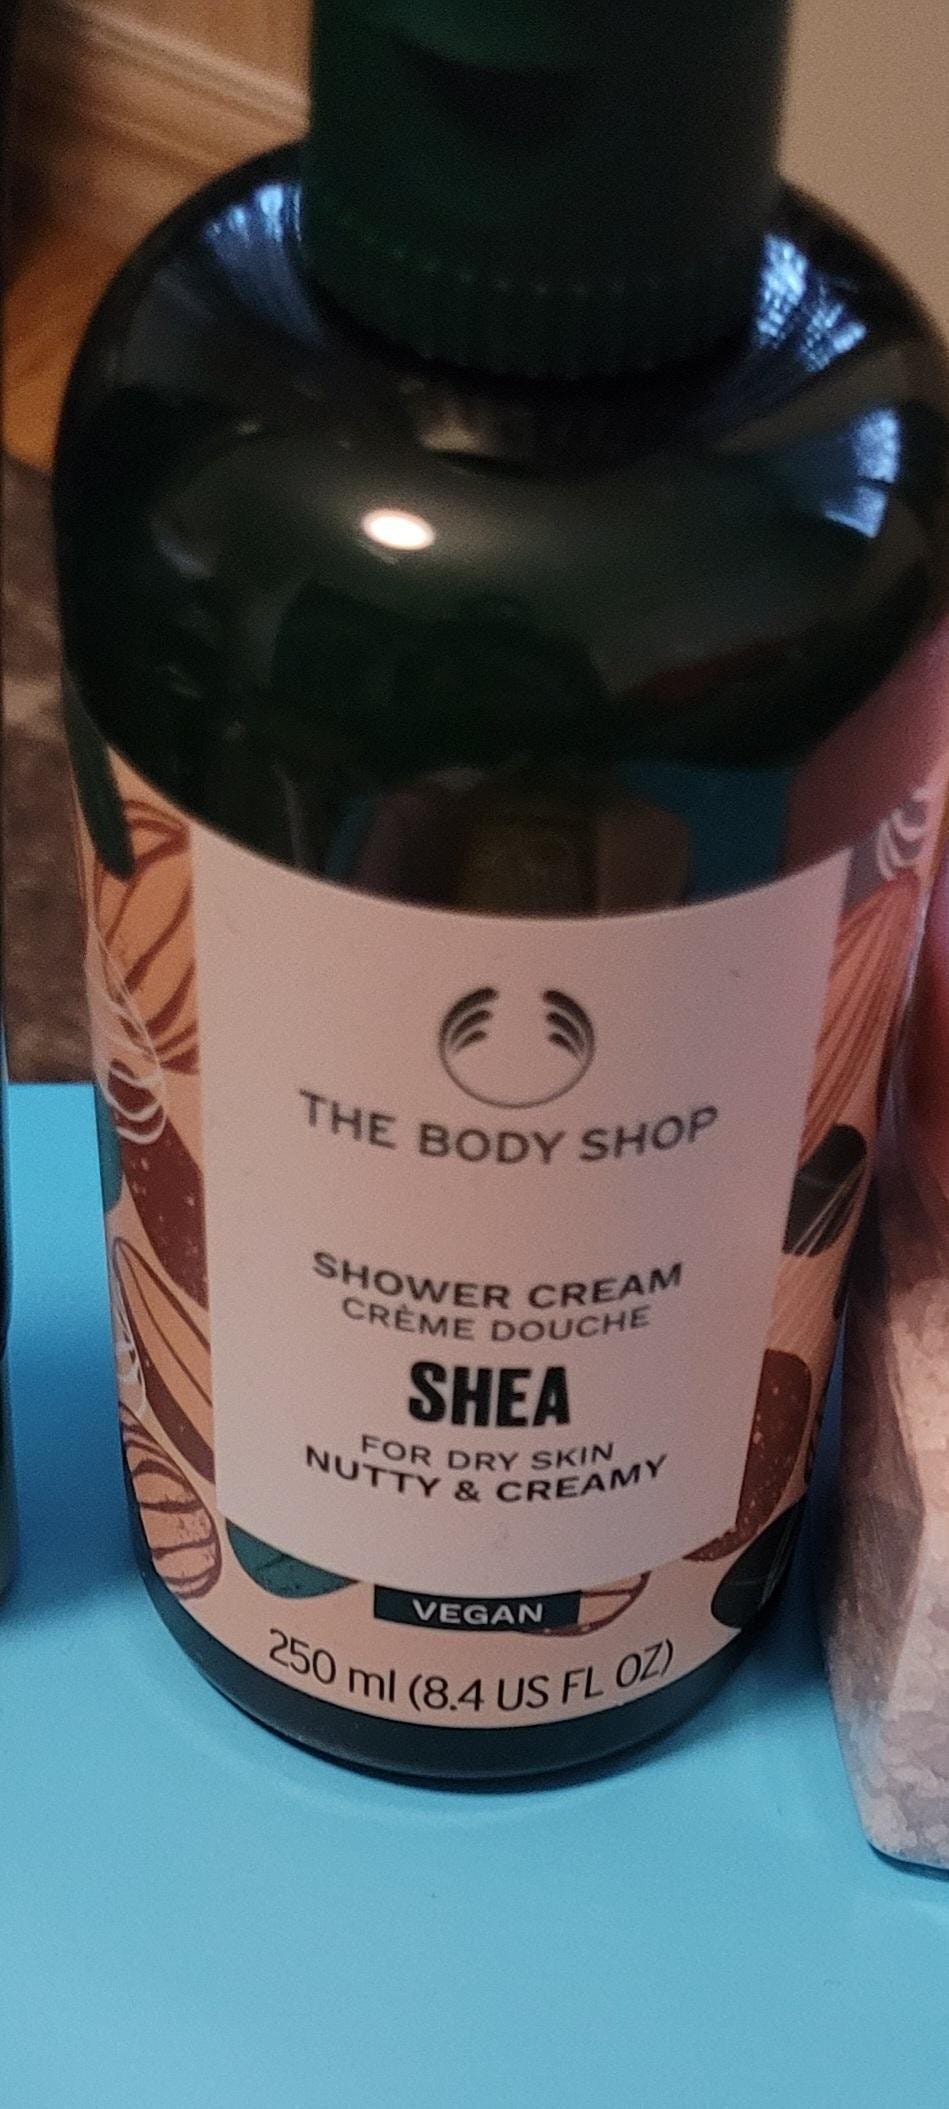 THE BODY SHOP
SHOWER CREAM
CRÈME DOUCHE
SHEA
FOR DRY SKIN
NUTTY & CREAMY
VEGAN
250 ml (8.4 US FL OZ)